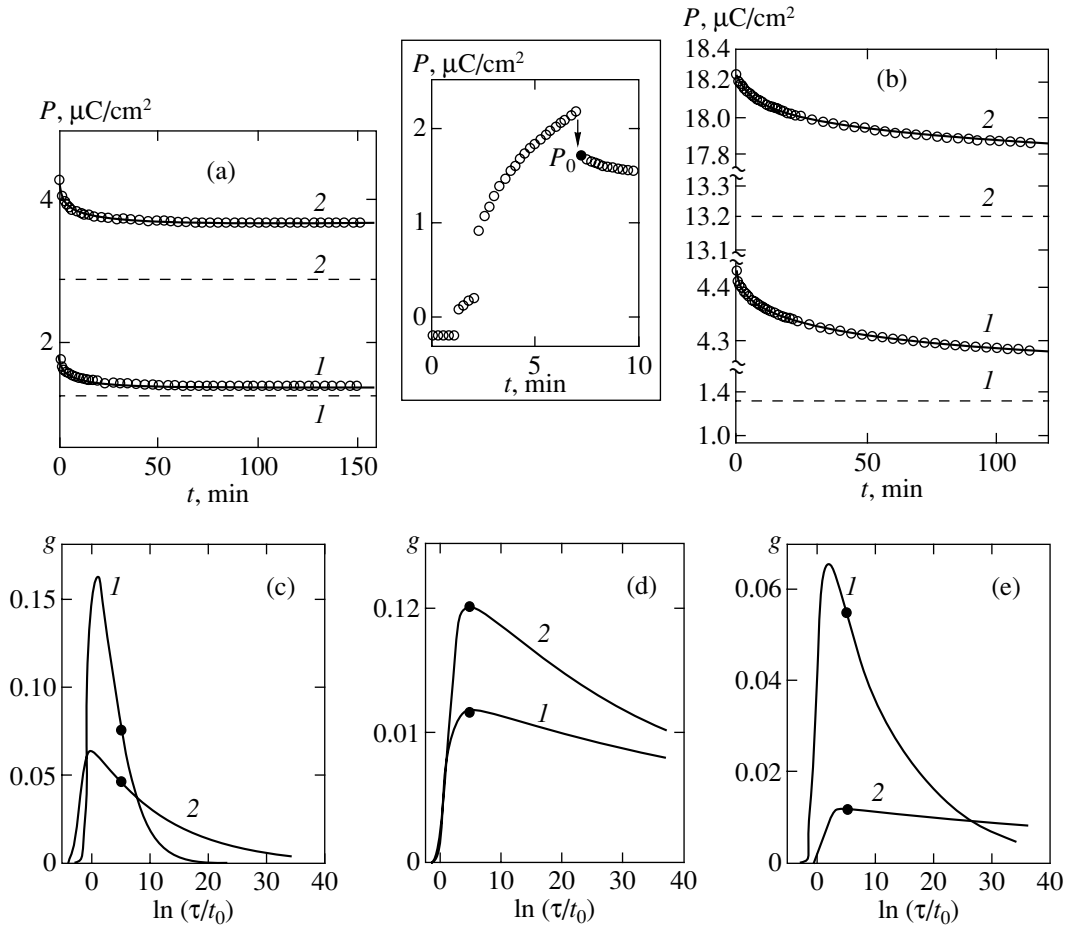 P, μC/cm²
(a)
4
2
2
2
1
1
0 50 100 150
t, min
P, μC/cm²
2
P₀
1
0
0 5 10
t, min
P, μC/cm²
18.4
(b)
18.2
18.0
2
17.8
13.3
2
13.2
13.1
4.4
1
4.3
1.4
1
1.0
0 50 100
t, min
g
1
(c)
0.15
0.10
0.05
2
0
0 10 20 30 40
ln (τ/t₀)
g
(d)
0.12
2
1
0.01
0
0 10 20 30 40
ln (τ/t₀)
g
(e)
0.06
1
0.04
0.02
2
0
0 10 20 30 40
ln (τ/t₀)